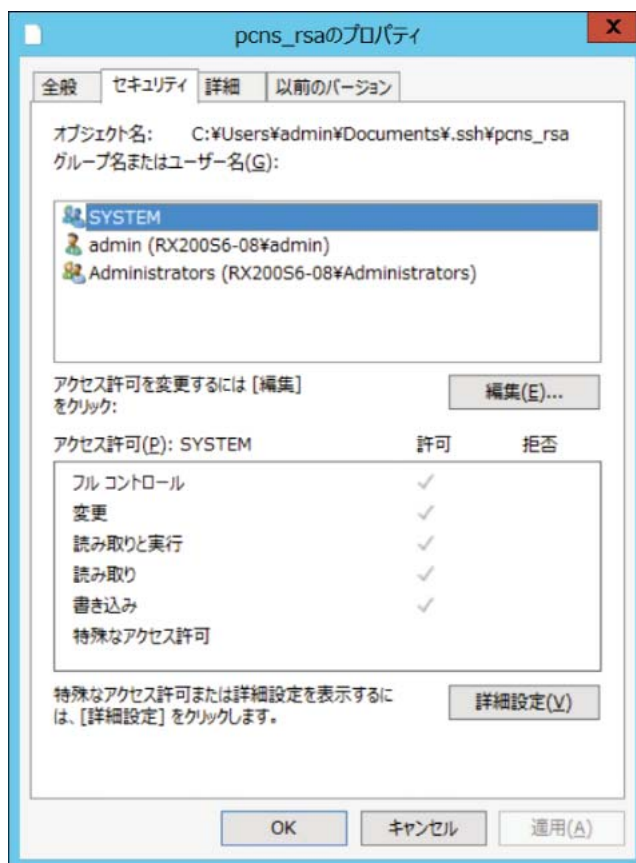 pcns_rsaのプロパティ
X
全般 セキュリティ 詳細 以前のバージョン
オブジェクト名: C:¥Users¥admin¥Documents¥.ssh¥pcns_rsa
グループ名またはユーザー名(G):
SYSTEM
admin (RX200S6-08¥admin)
Administrators (RX200S6-08¥Administrators)
アクセス許可を変更するには [編集]
をクリック:
編集(E)...
アクセス許可(P): SYSTEM 許可 拒否
フル コントロール
変更
読み取りと実行
読み取り
書き込み
特殊なアクセス許可
特殊なアクセス許可または詳細設定を表示するに
は、[詳細設定] をクリックします。
詳細設定(V)
OK キャンセル 適用(A)